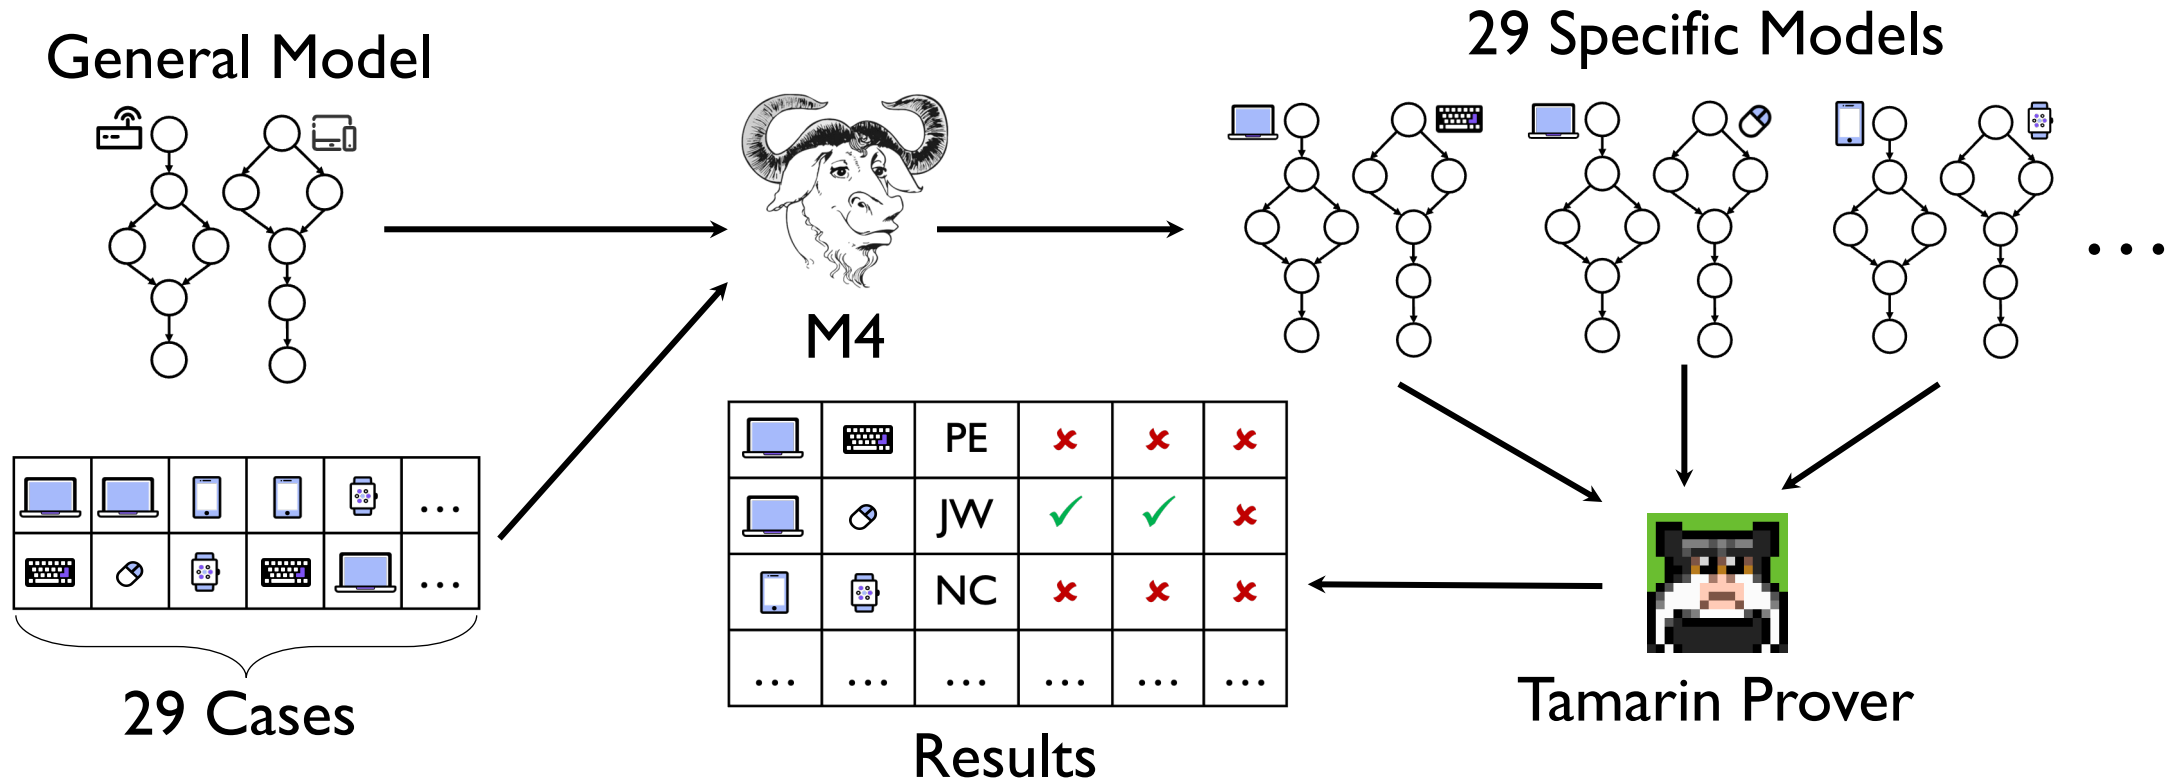 General Model
29 Specific Models
M4
. . .
. . .
. . .
29 Cases
PE
JW
NC
. . . . . . . . . . . . . . . . . .
Results
Tamarin Prover